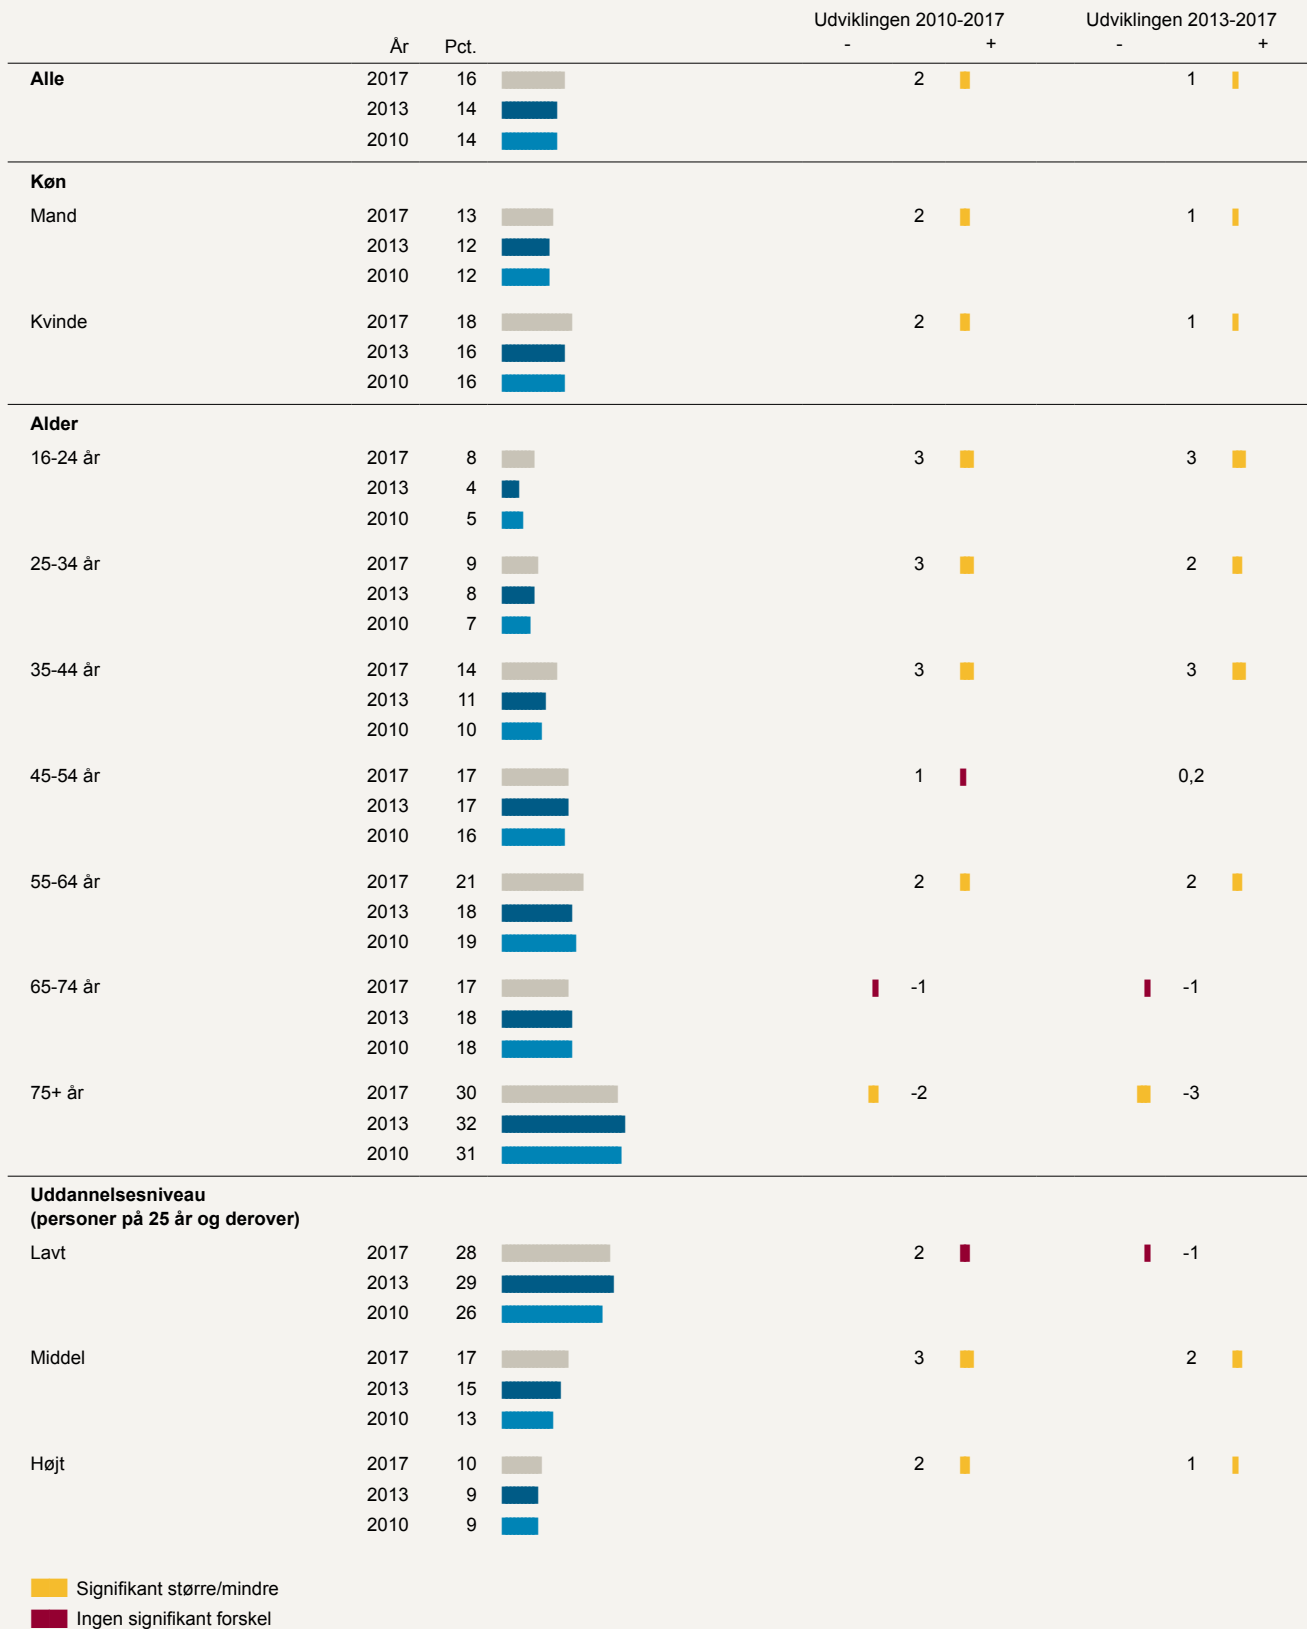 Udviklingen 2010-2017 Udviklingen 2013-2017
År Pct. - + - +
Alle 2017 16 2 1
2013 14
2010 14
Køn
Mand 2017 13 2 1
2013 12
2010 12
Kvinde 2017 18 2 1
2013 16
2010 16
Alder
16-24 år 2017 8 3 3
2013 4
2010 5
25-34 år 2017 9 3 2
2013 8
2010 7
35-44 år 2017 14 3 3
2013 11
2010 10
45-54 år 2017 17 1 0,2
2013 17
2010 16
55-64 år 2017 21 2 2
2013 18
2010 19
65-74 år 2017 17 -1 -1
2013 18
2010 18
75+ år 2017 30 -2 -3
2013 32
2010 31
Uddannelsesniveau
(personer på 25 år og derover)
Lavt 2017 28 2 -1
2013 29
2010 26
Middel 2017 17 3 2
2013 15
2010 13
Højt 2017 10 2 1
2013 9
2010 9
Signifikant større/mindre
Ingen signifikant forskel